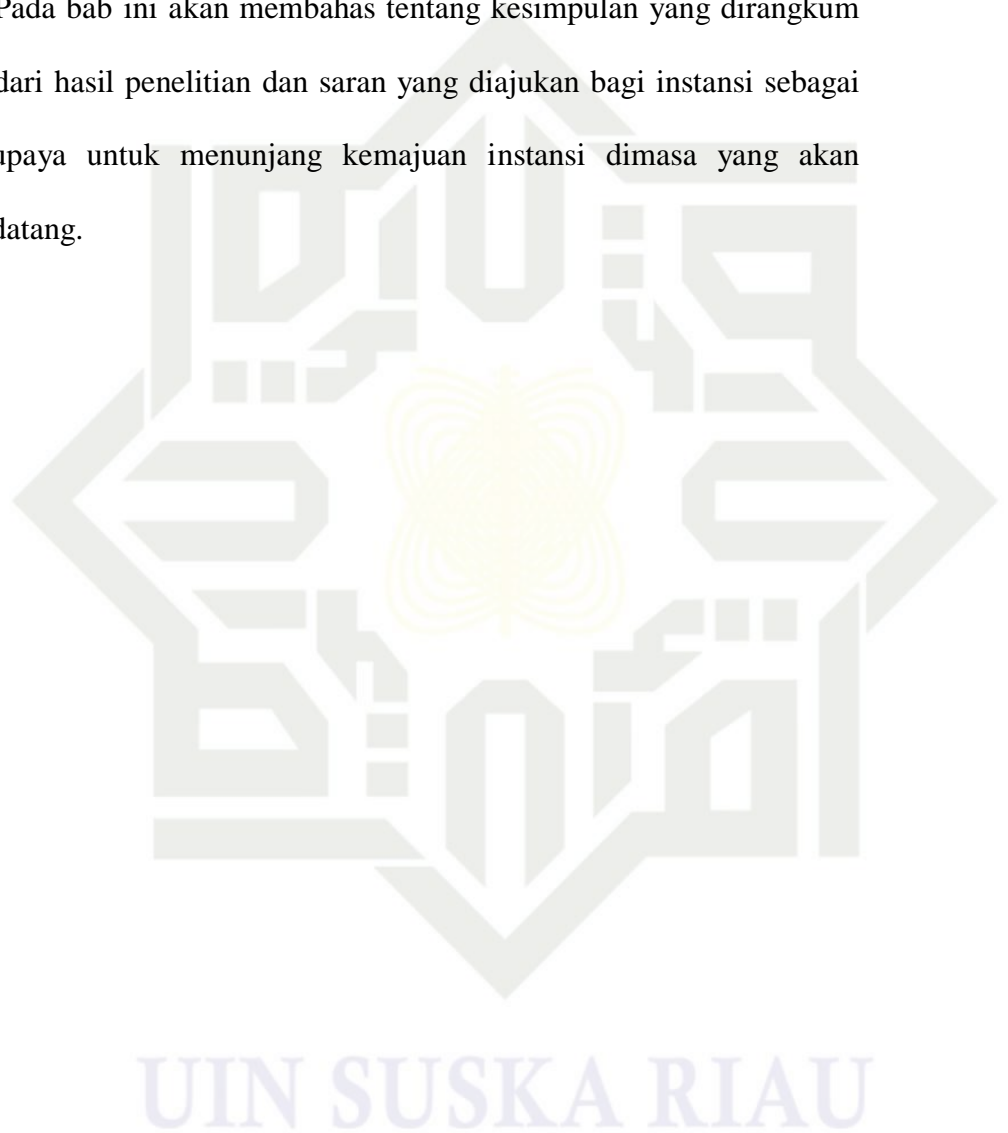 Pada bab ini akan membahas tentang kesimpulan yang dirangkum
dari hasil penelitian dan saran yang diajukan bagi instansi sebagai
upaya untuk menunjang kemajuan instansi dimasa yang akan
datang.
UIN SUSKA RIAU